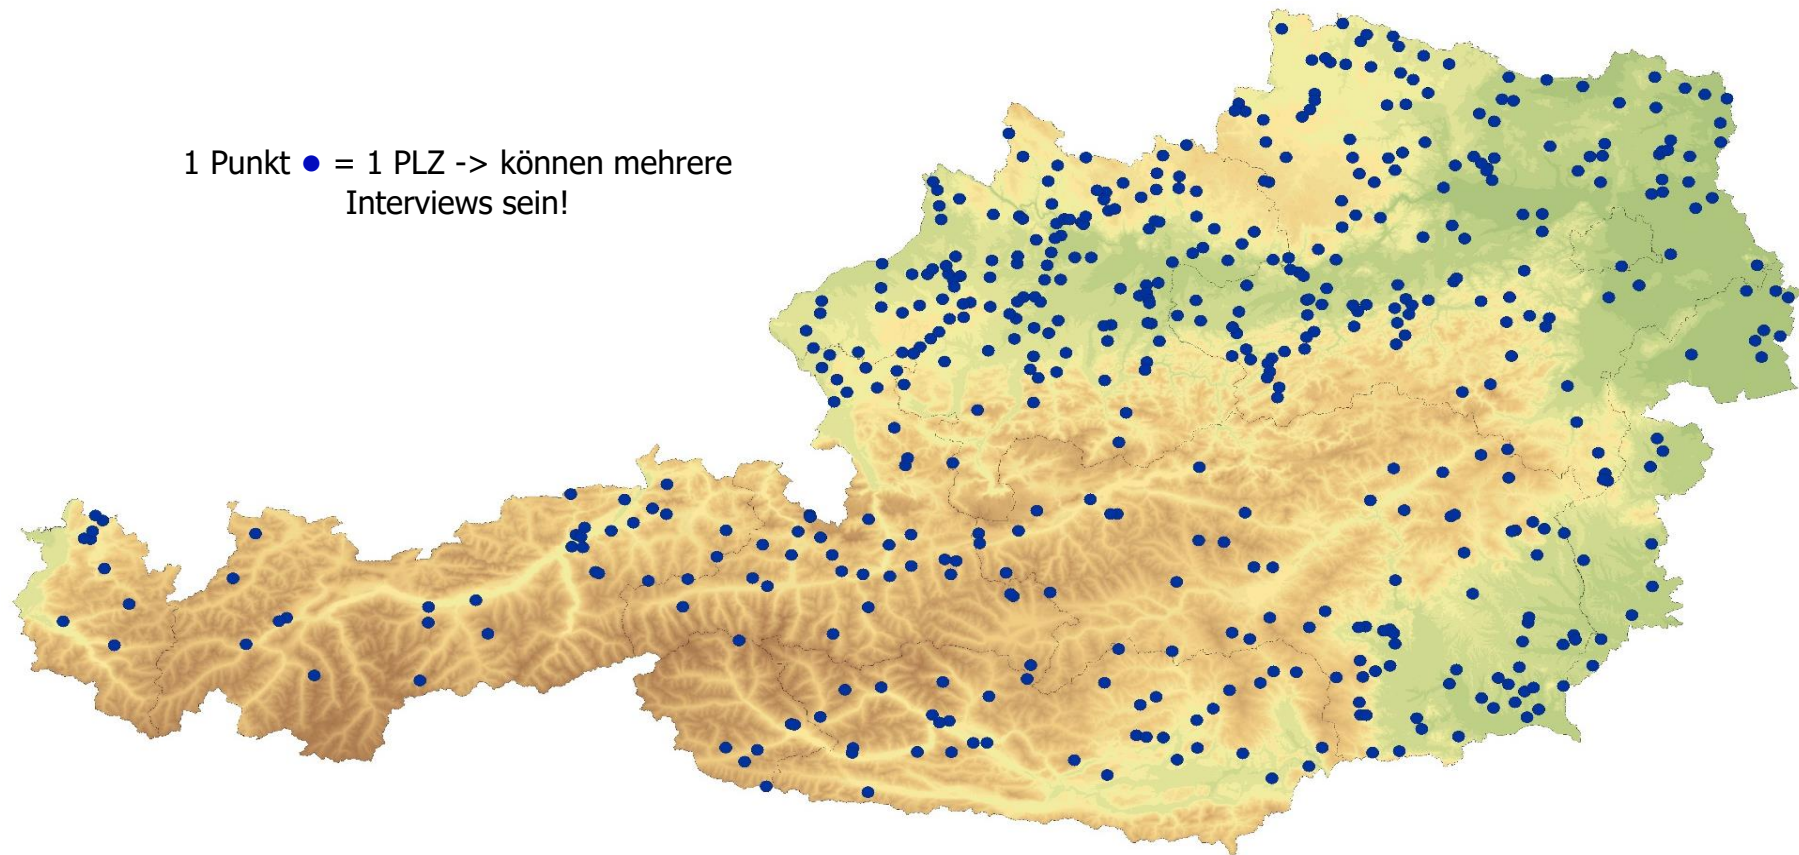 1 Punkt ● = 1 PLZ -> können mehrere
Interviews sein!